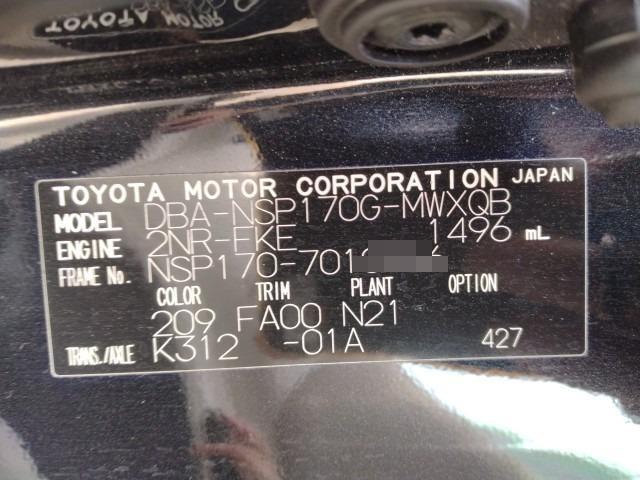 TOYOTA MOTOR CORPORATION JAPAN
MODEL DBA-NSP170G-MWXQB
ENGINE 2NR-FKE 1496 mL
FRAME No. NSP170-701
COLOR TRIM PLANT OPTION
209 FA00 N21
TRANS./AXLE K312 -01A 427